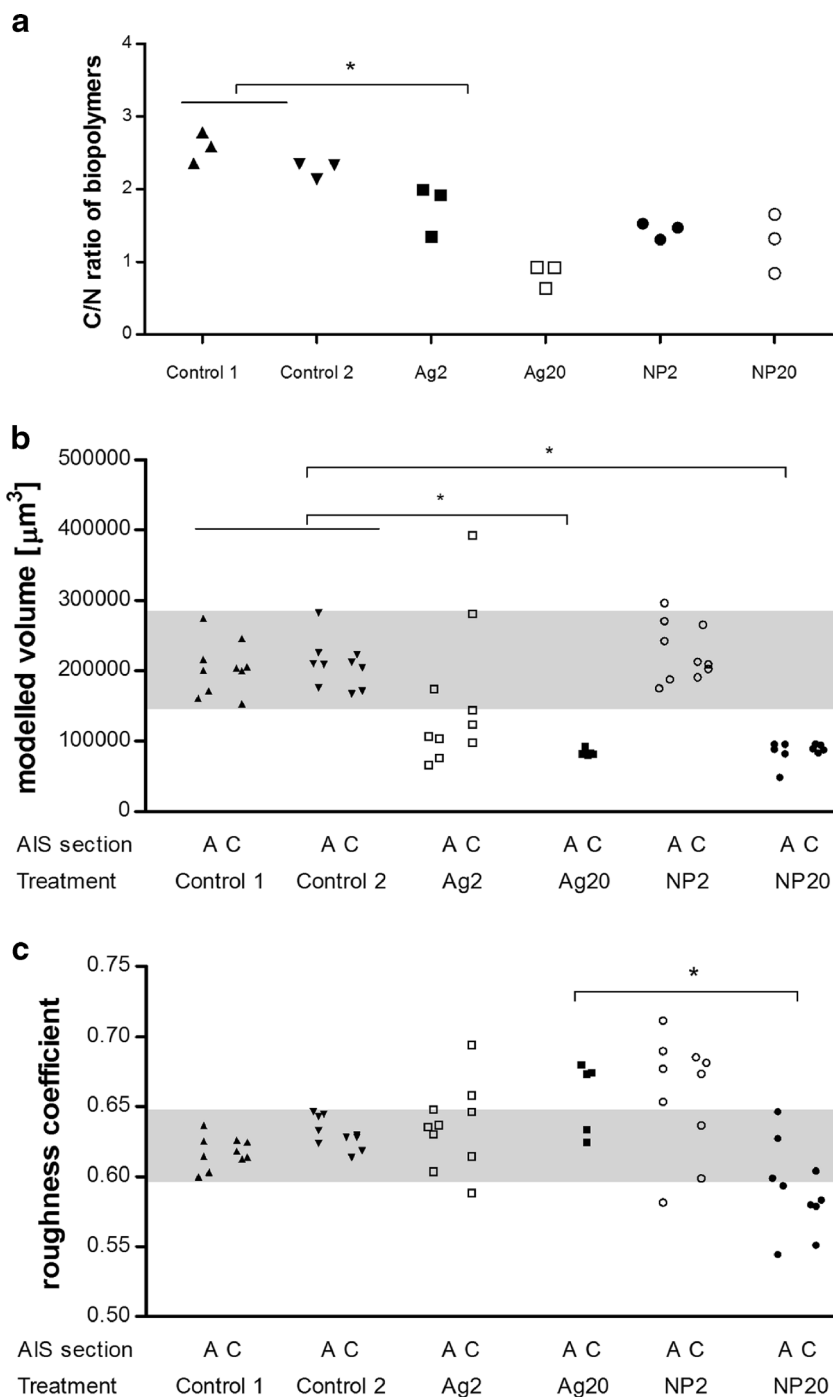 a
4
*
3
2
1
0
C/N ratio of biopolymers
Control 1 Control 2 Ag2 Ag20 NP2 NP20
b
500000
*
*
400000
300000
200000
100000
0
modelled volume [μm³]
AIS section A C A C A C A C A C A C
Treatment Control 1 Control 2 Ag2 Ag20 NP2 NP20
c
0.75
*
0.70
0.65
0.60
0.55
0.50
roughness coefficient
AIS section A C A C A C A C A C A C
Treatment Control 1 Control 2 Ag2 Ag20 NP2 NP20